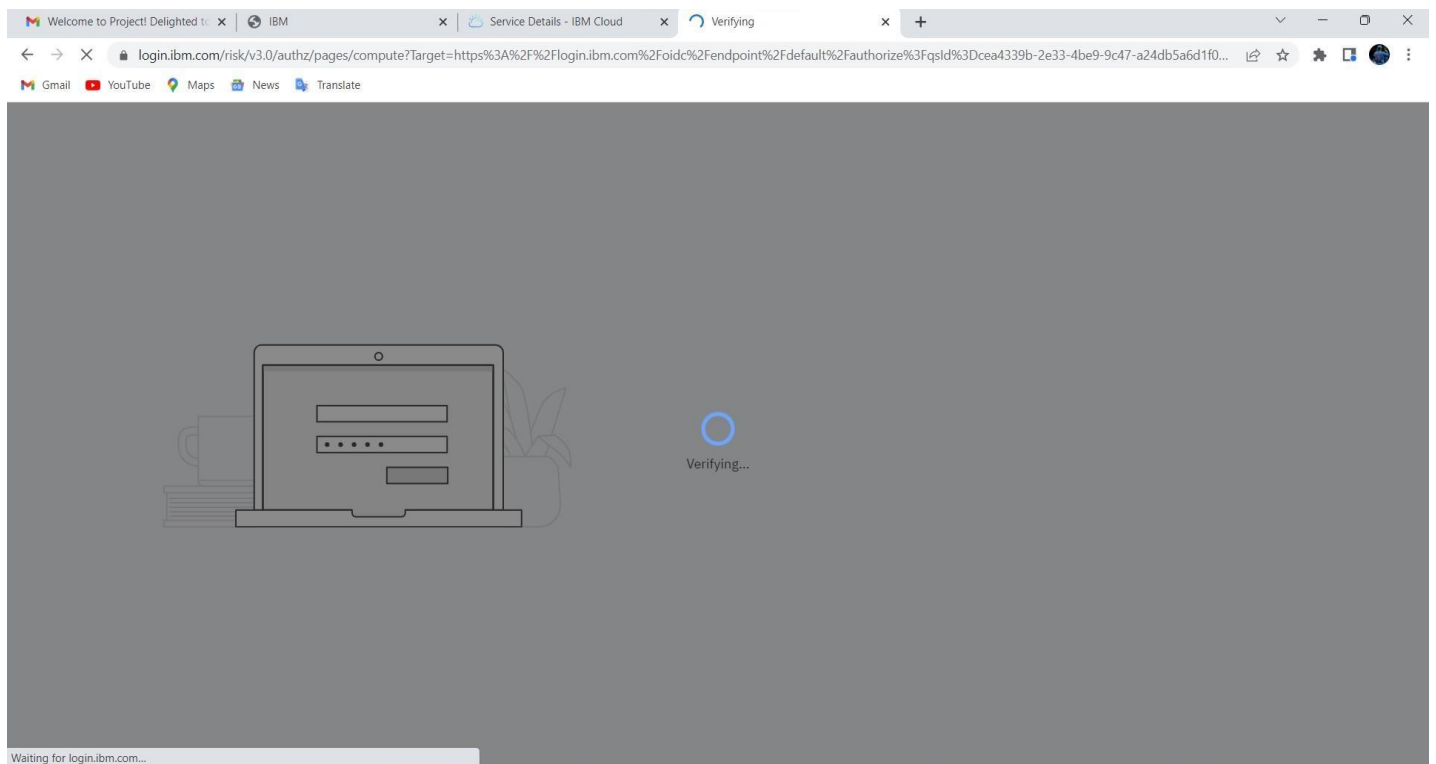 Welcome to Project! Delighted to
IBM
Service Details - IBM Cloud
Verifying
login.ibm.com/risk/v3.0/authz/pages/compute?Target=https%3A%2F%2Flogin.ibm.com%2Foidc%2Fendpoint%2Fdefault%2Fauthorize%3FqsId%3Dcea4339b-2e33-4be9-9c47-a24db5a6d1f0...
Gmail
YouTube
Maps
News
Translate
Verifying...
Waiting for login.ibm.com...